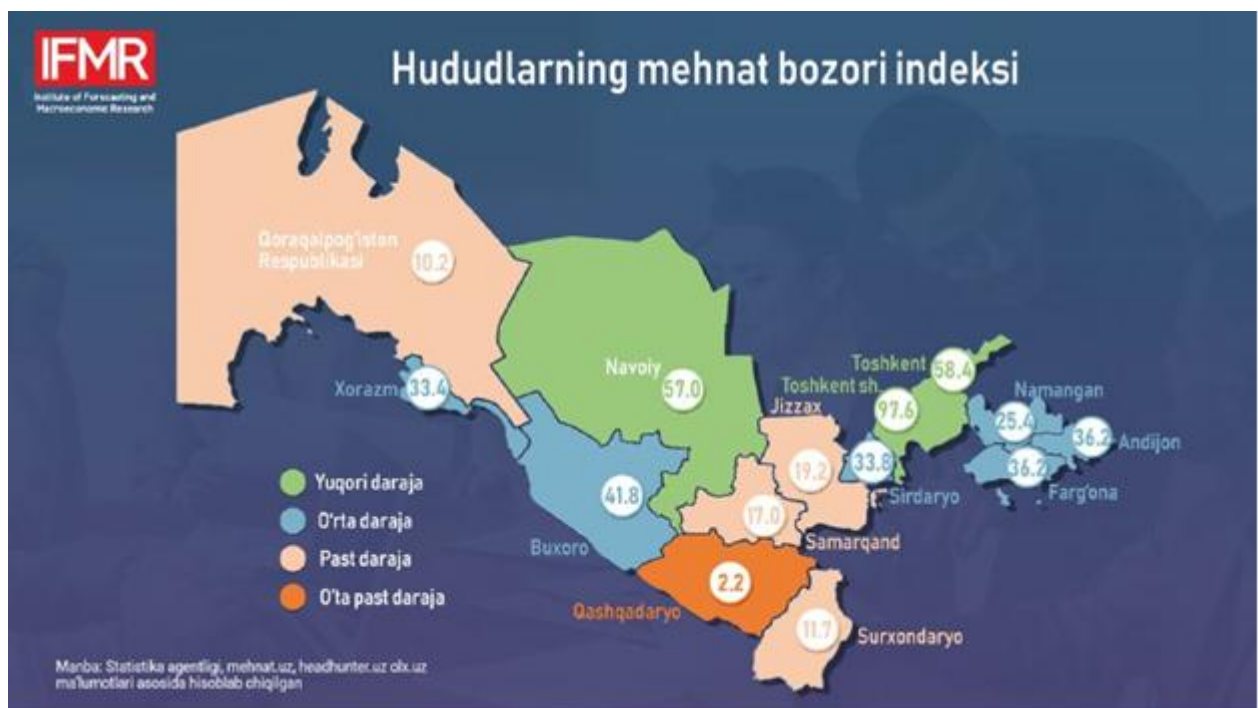 IFMR
Institute of Forecasting and
Macroeconomic Research
Hududlarning mehnat bozori indeksi
Qoraqalpog'istan
Respublikasi
10.2
Xorazm
33.4
Navoiy
57.0
Toshkent
58.4
Toshkent sh.
97.6
Namangan
25.4
Jizzax
19.2
36.2
Andijon
33.8
Sirdaryo
36.2
Farg'ona
41.8
Buxoro
17.0
Samarqand
2.2
Qashqadaryo
11.7
Surxondaryo
Yuqori daraja
O'rta daraja
Past daraja
O'ta past daraja
Manba: Statistika agentligi, mehnat.uz, headhunter.uz olx.uz
ma'lumotlari asosida hisoblab chiqilgan